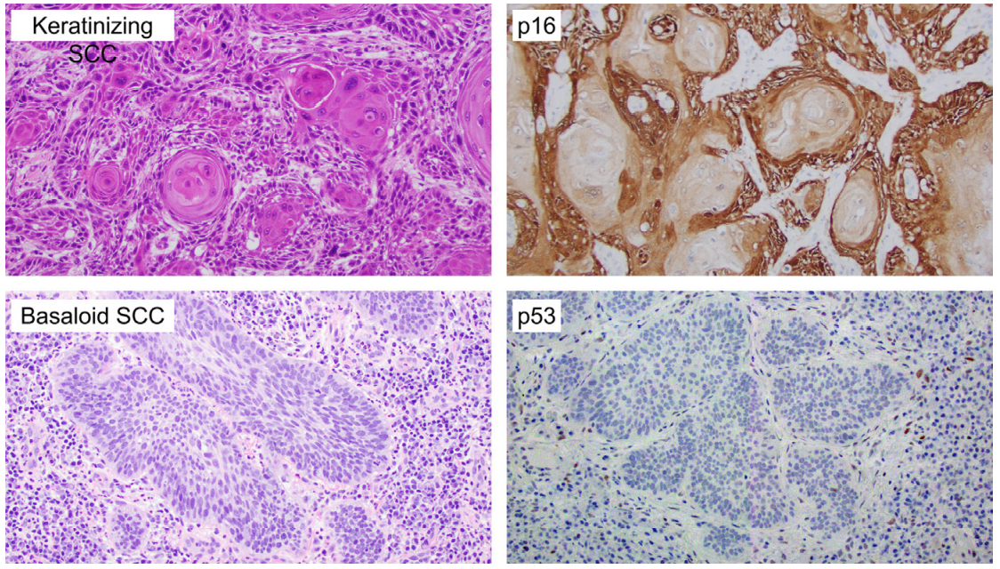 Keratinizing
SCC
p16
Basaloid SCC
p53